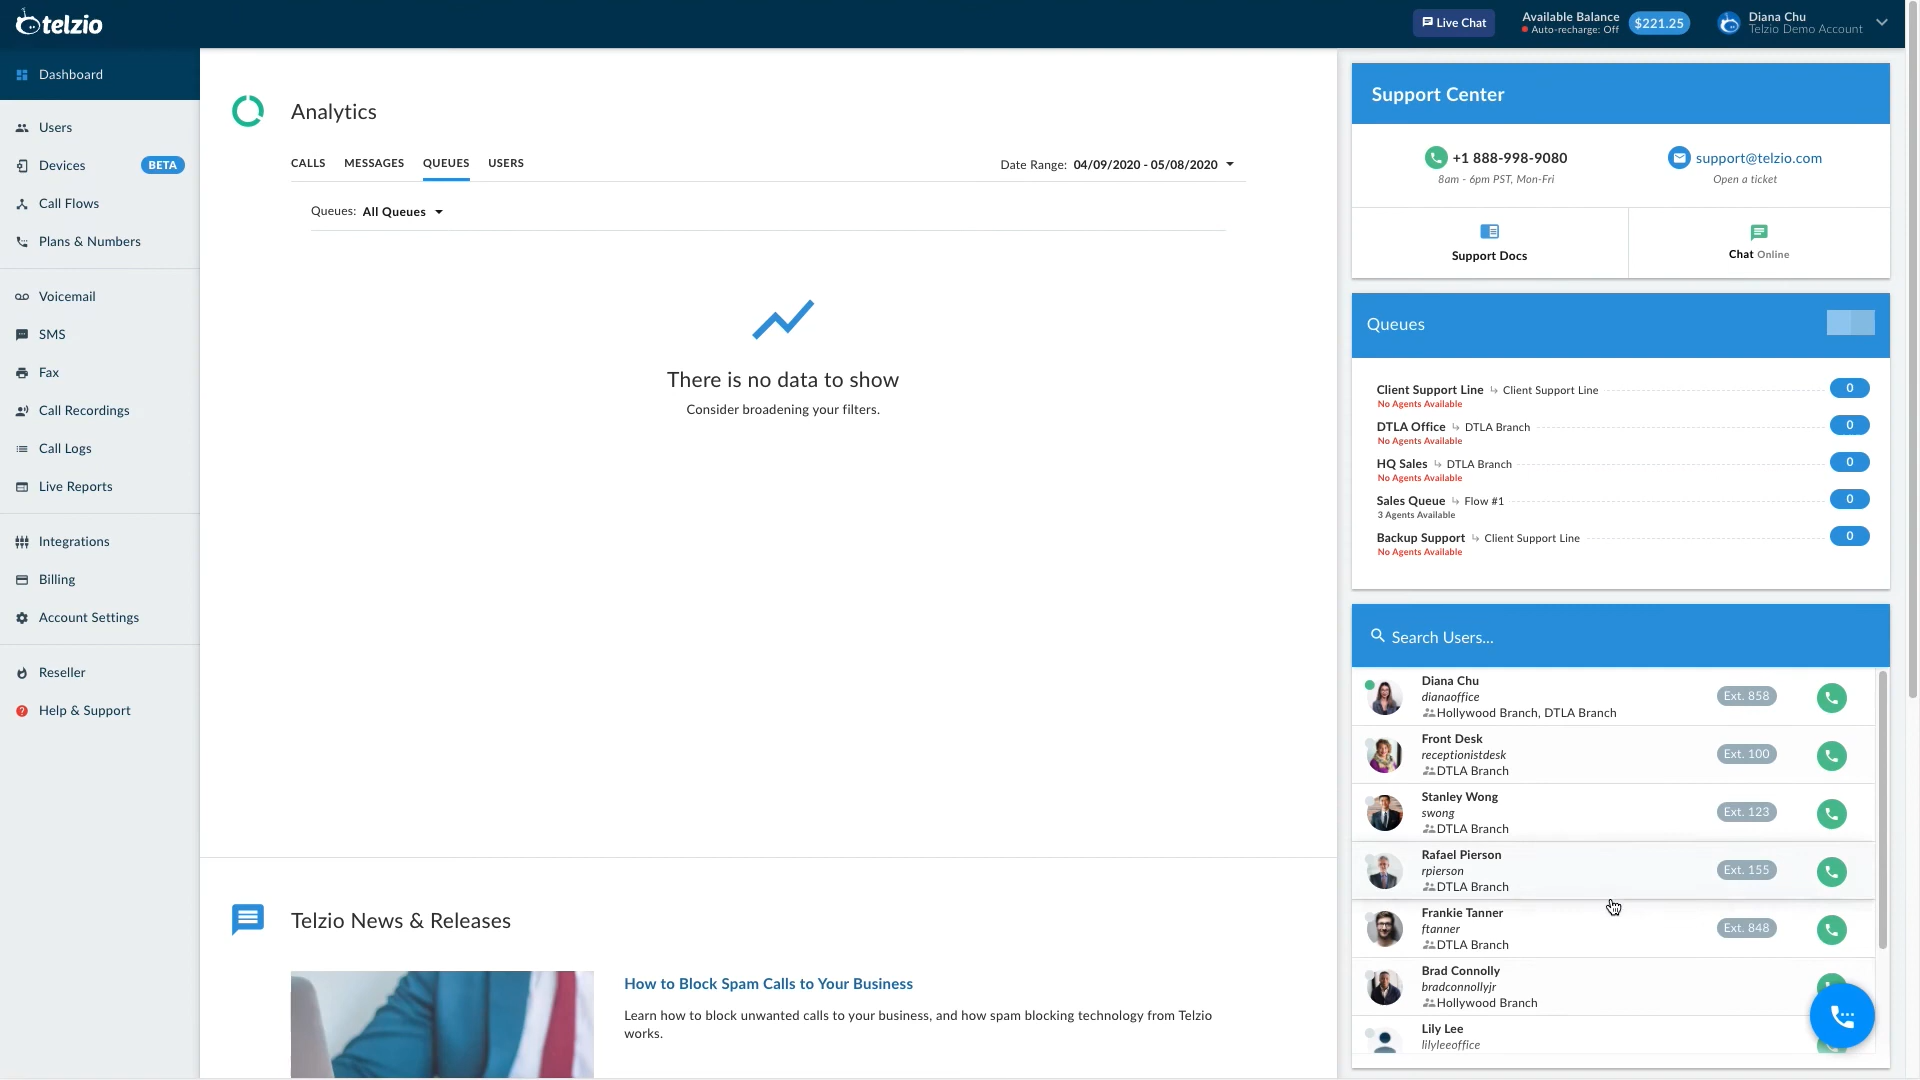 telzio
Live Chat
Available Balance
Auto-recharge: Off
$221.25
Diana Chu
Telzio Demo Account
Dashboard
Users
Devices
BETA
Call Flows
Plans & Numbers
Voicemail
SMS
Fax
Call Recordings
Call Logs
Live Reports
Integrations
Billing
Account Settings
Reseller
Help & Support
Analytics
CALLS MESSAGES QUEUES USERS
Date Range: 04/09/2020 - 05/08/2020
Queues: All Queues
There is no data to show
Consider broadening your filters.
Telzio News & Releases
How to Block Spam Calls to Your Business
Learn how to block unwanted calls to your business, and how spam blocking technology from Telzio
works.
Support Center
+1 888-998-9080
8am - 6pm PST, Mon-Fri
support@telzio.com
Open a ticket
Support Docs
Chat Online
Queues
Client Support Line Client Support Line 0
No Agents Available
DTLA Office DTLA Branch 0
No Agents Available
HQ Sales DTLA Branch 0
No Agents Available
Sales Queue Flow #1 0
3 Agents Available
Backup Support Client Support Line 0
No Agents Available
Search Users...
Diana Chu
dianaoffice
Hollywood Branch, DTLA Branch
Ext. 858
Front Desk
receptionistdesk
DTLA Branch
Ext. 100
Stanley Wong
swong
DTLA Branch
Ext. 123
Rafael Pierson
rpierson
DTLA Branch
Ext. 155
Frankie Tanner
ftanner
DTLA Branch
Ext. 848
Brad Connolly
bradconnollyjr
Hollywood Branch
Lily Lee
lilyleeoffice